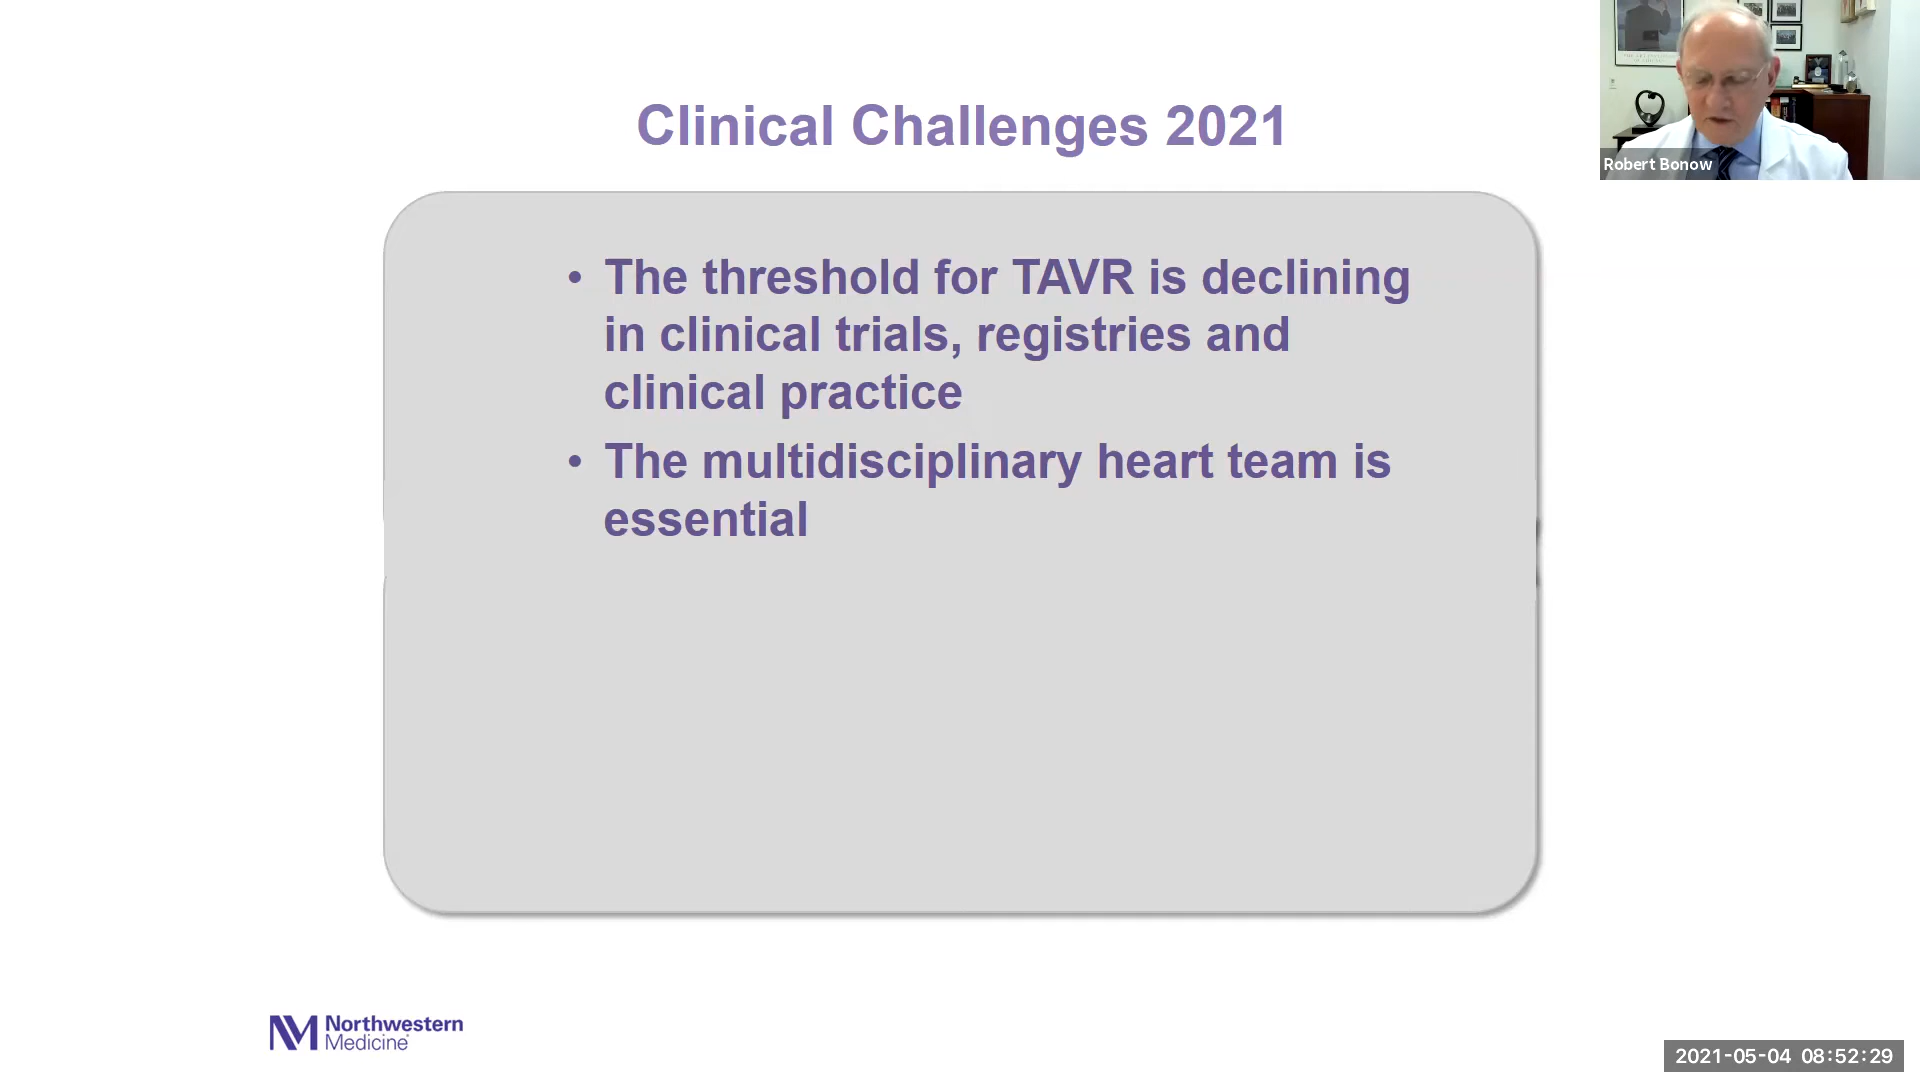 Clinical Challenges 2021
Robert Bonow
• The threshold for TAVR is declining
in clinical trials, registries and
clinical practice
• The multidisciplinary heart team is
essential
Northwestern
Medicine
2021-05-04 08:52:29